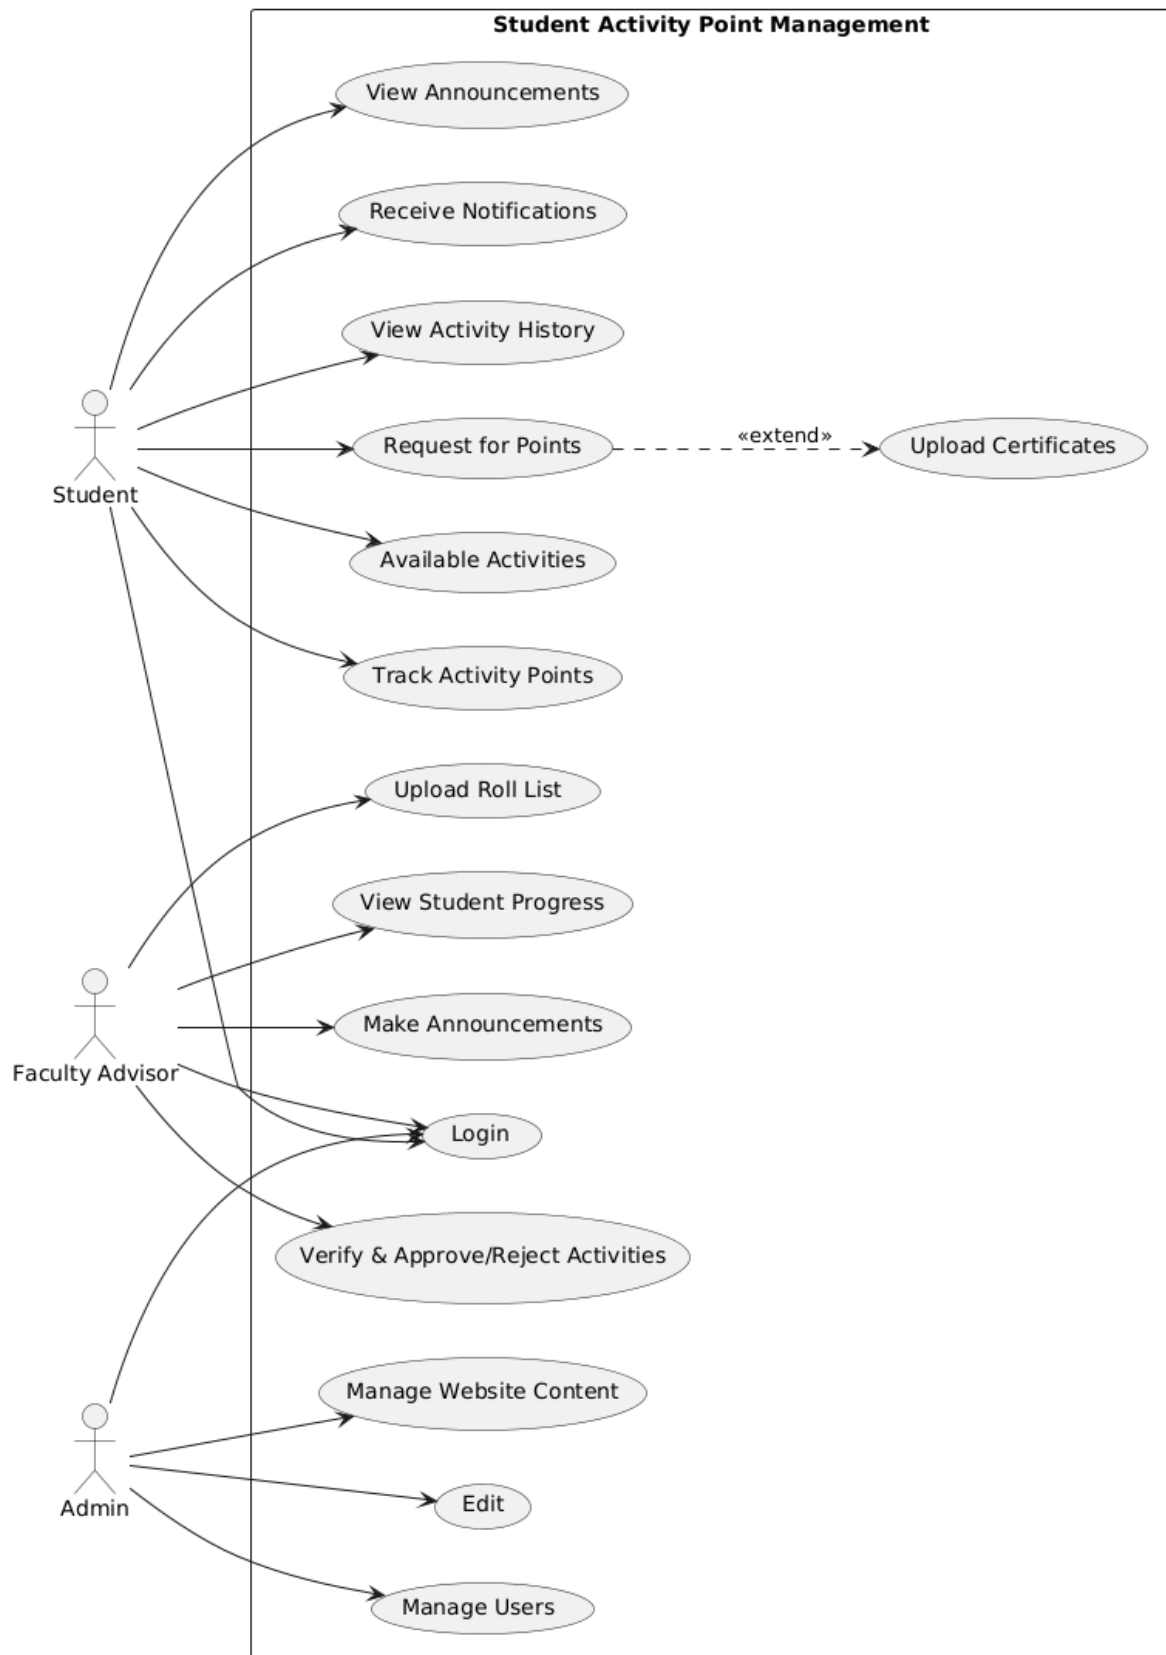 Student Activity Point Management
View Announcements
Receive Notifications
View Activity History
Request for Points
«extend»
Upload Certificates
Student
Available Activities
Track Activity Points
Upload Roll List
View Student Progress
Make Announcements
Faculty Advisor
Login
Verify & Approve/Reject Activities
Manage Website Content
Edit
Admin
Manage Users